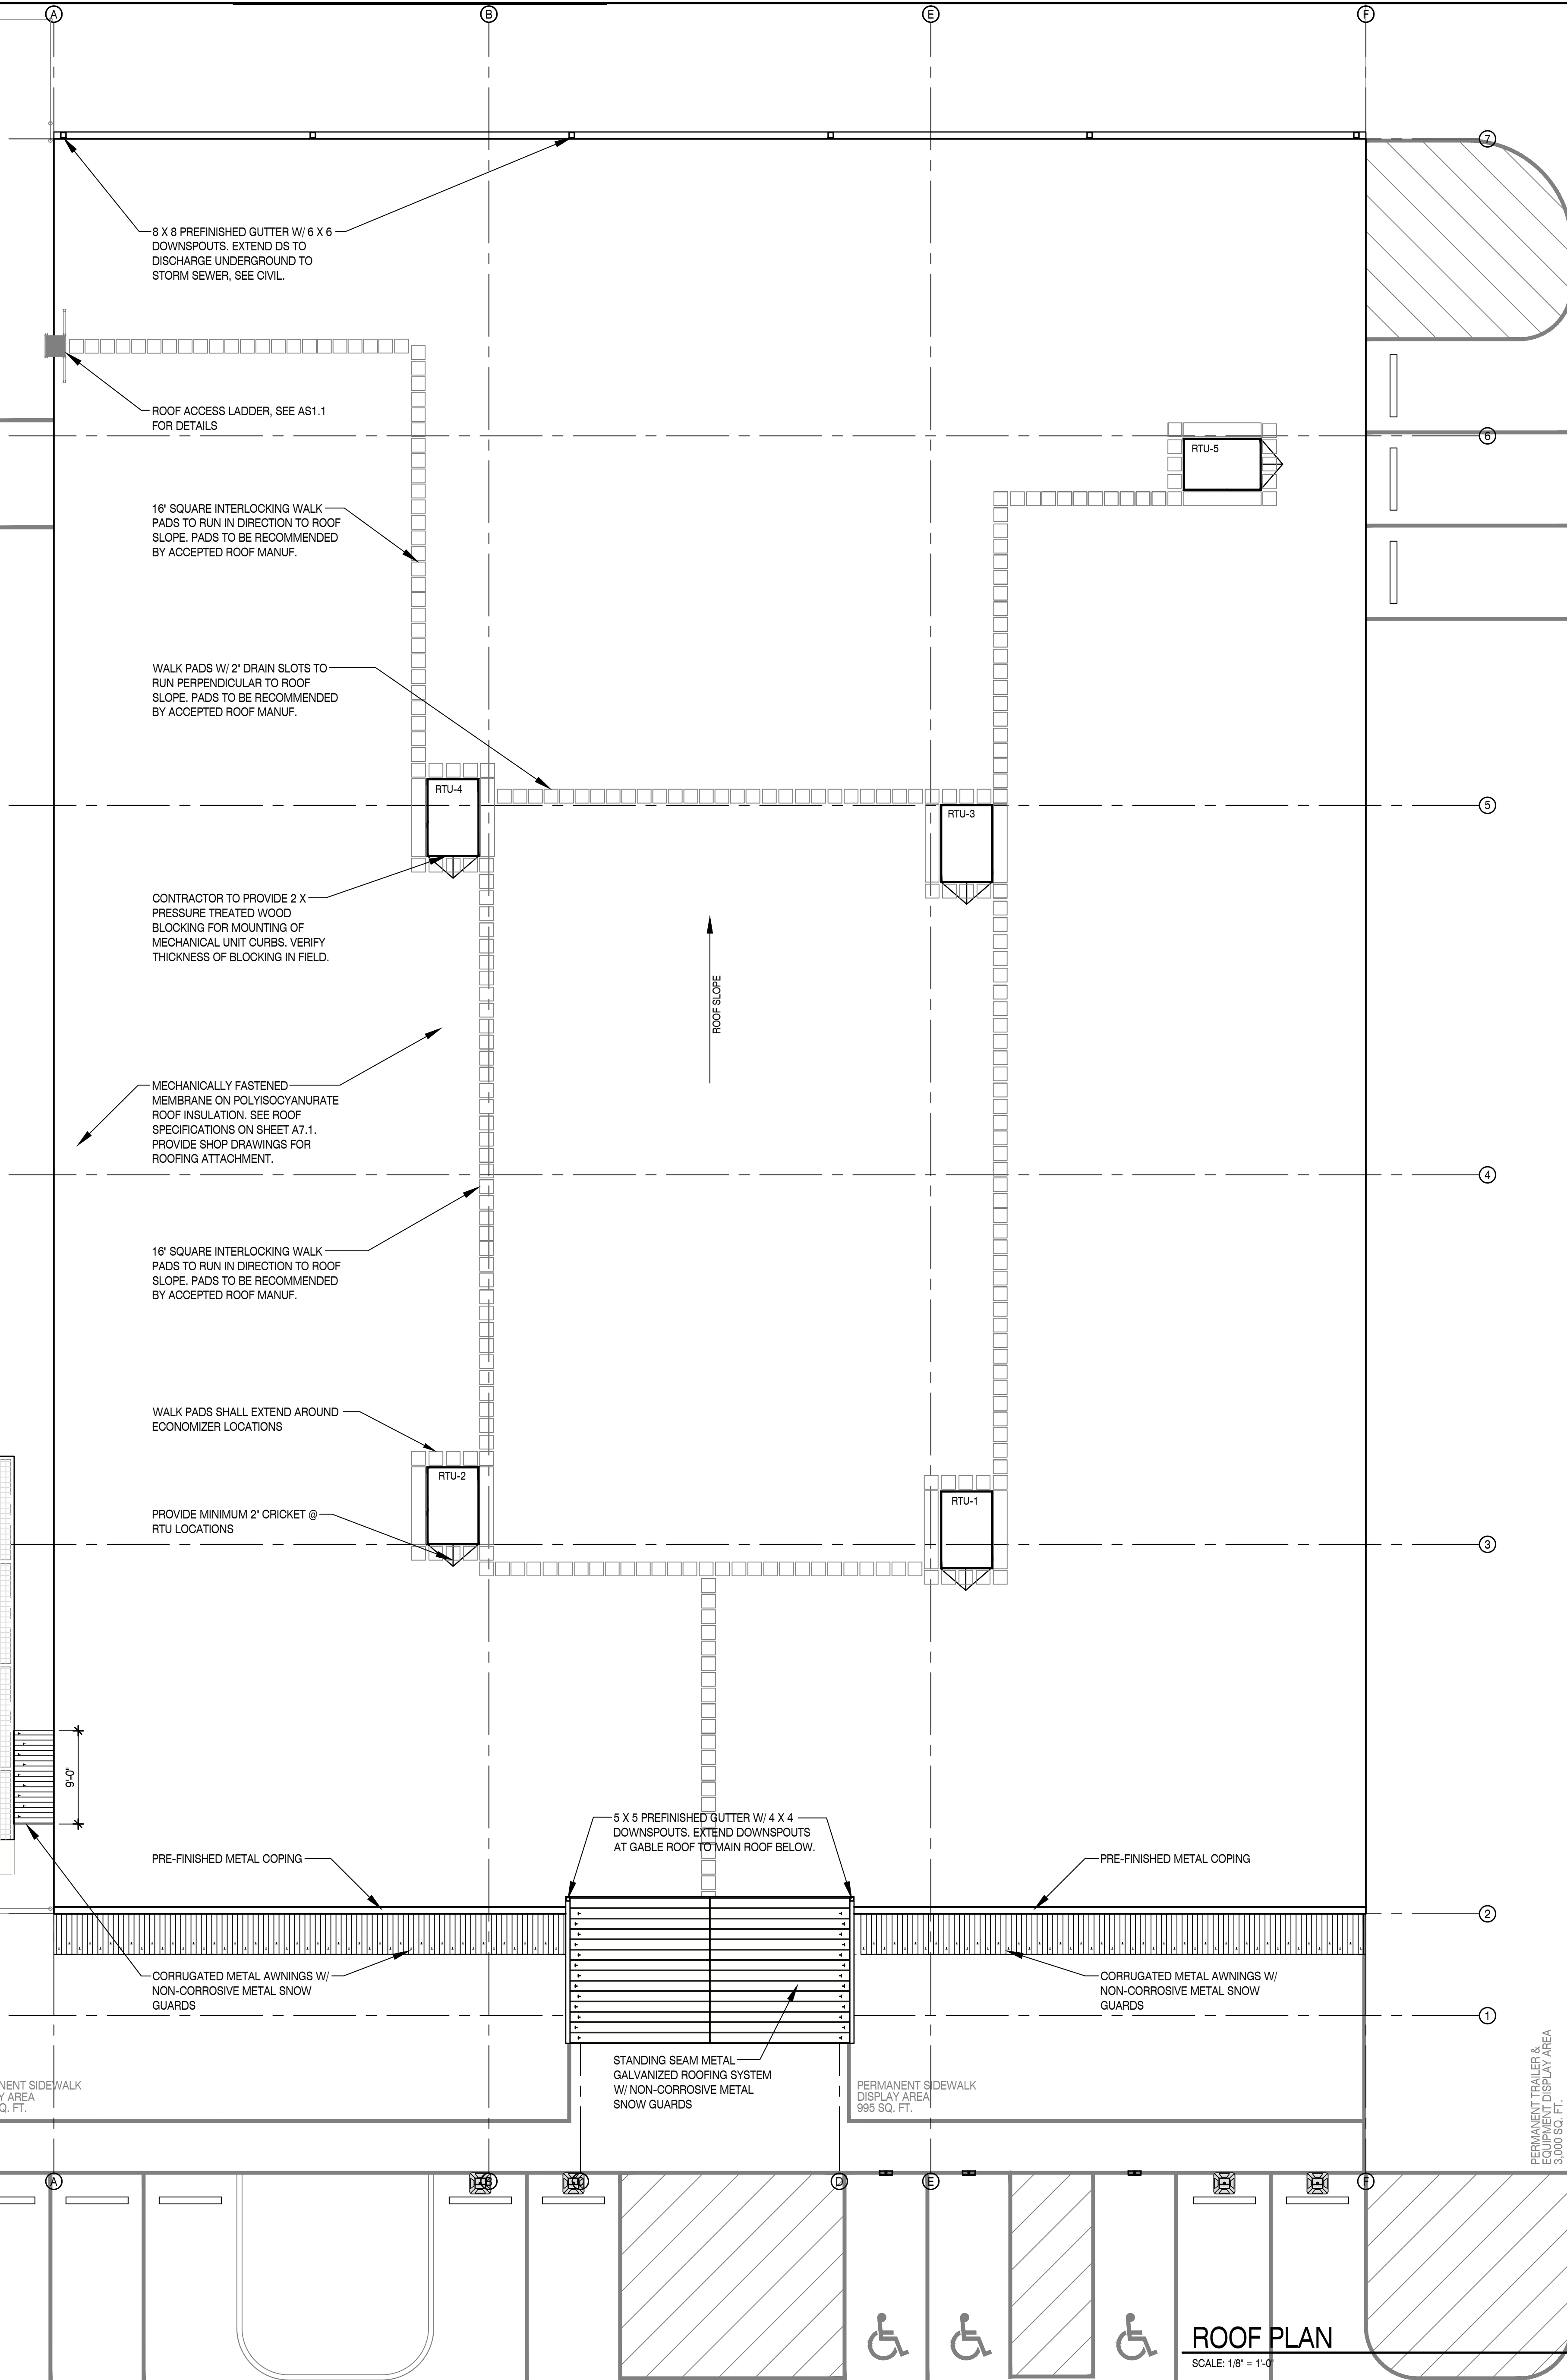 A
B
E
F
7
8 X 8 PREFINISHED GUTTER W/ 6 X 6
DOWNSPOUTS. EXTEND DS TO
DISCHARGE UNDERGROUND TO
STORM SEWER, SEE CIVIL.
ROOF ACCESS LADDER, SEE AS1.1
FOR DETAILS
6
RTU-5
16" SQUARE INTERLOCKING WALK
PADS TO RUN IN DIRECTION TO ROOF
SLOPE. PADS TO BE RECOMMENDED
BY ACCEPTED ROOF MANUF.
WALK PADS W/ 2" DRAIN SLOTS TO
RUN PERPENDICULAR TO ROOF
SLOPE. PADS TO BE RECOMMENDED
BY ACCEPTED ROOF MANUF.
RTU-4
5
RTU-3
CONTRACTOR TO PROVIDE 2 X
PRESSURE TREATED WOOD
BLOCKING FOR MOUNTING OF
MECHANICAL UNIT CURBS. VERIFY
THICKNESS OF BLOCKING IN FIELD.
ROOF SLOPE
MECHANICALLY FASTENED
MEMBRANE ON POLYISOCYANURATE
ROOF INSULATION. SEE ROOF
SPECIFICATIONS ON SHEET A7.1.
PROVIDE SHOP DRAWINGS FOR
ROOFING ATTACHMENT.
4
16" SQUARE INTERLOCKING WALK
PADS TO RUN IN DIRECTION TO ROOF
SLOPE. PADS TO BE RECOMMENDED
BY ACCEPTED ROOF MANUF.
WALK PADS SHALL EXTEND AROUND
ECONOMIZER LOCATIONS
RTU-2
RTU-1
PROVIDE MINIMUM 2" CRICKET @
RTU LOCATIONS
3
9'-0"
5 X 5 PREFINISHED GUTTER W/ 4 X 4
DOWNSPOUTS. EXTEND DOWNSPOUTS
AT GABLE ROOF TO MAIN ROOF BELOW.
PRE-FINISHED METAL COPING
PRE-FINISHED METAL COPING
2
CORRUGATED METAL AWNINGS W/
NON-CORROSIVE METAL SNOW
GUARDS
CORRUGATED METAL AWNINGS W/
NON-CORROSIVE METAL SNOW
GUARDS
1
STANDING SEAM METAL
GALVANIZED ROOFING SYSTEM
W/ NON-CORROSIVE METAL
SNOW GUARDS
NENT SIDEWALK
Y AREA
Q. FT.
PERMANENT SIDEWALK
DISPLAY AREA
995 SQ. FT.
PERMANENT TRAILER &
EQUIPMENT DISPLAY AREA
3,000 SQ. FT.
A
D
E
F
ROOF PLAN
SCALE: 1/8" = 1'-0"